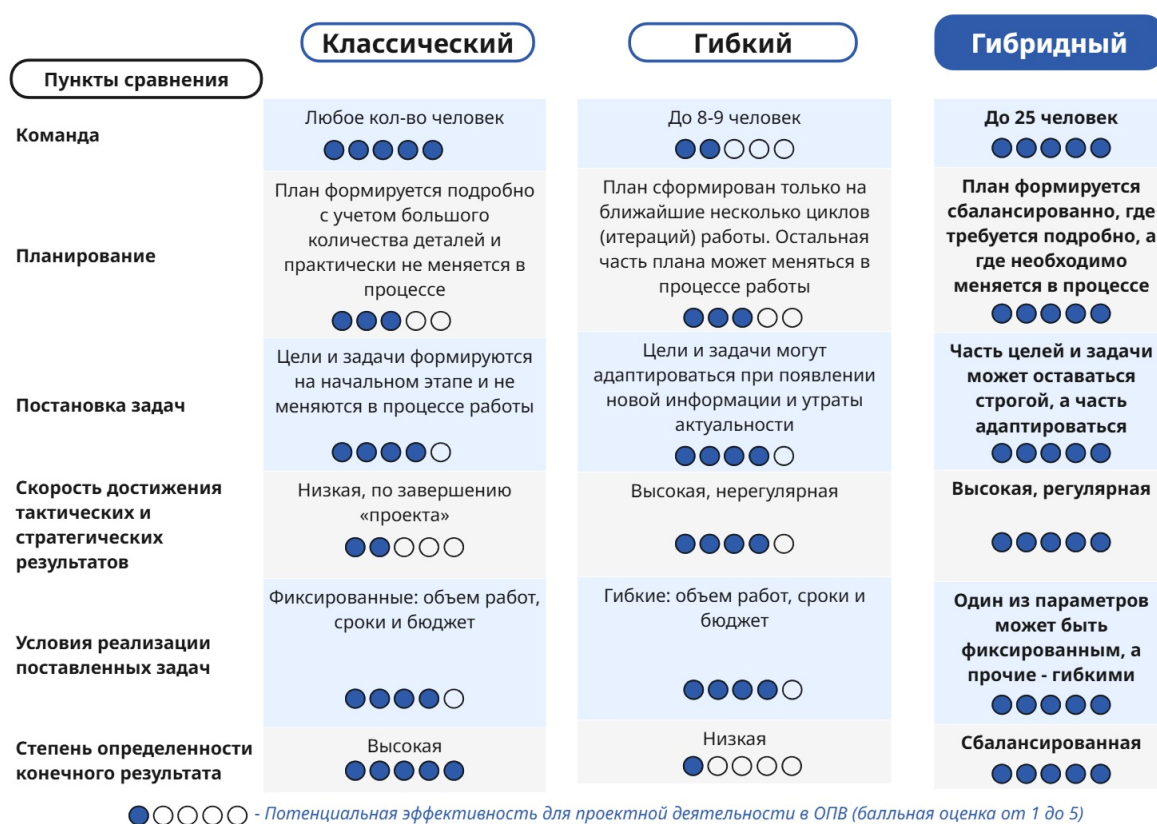 Классический
Гибкий
Гибридный
Пункты сравнения
Команда
Любое кол-во человек
До 8-9 человек
До 25 человек
Планирование
План формируется подробно
с учетом большого
количества деталей и
практически не меняется в
процессе
План сформирован только на
ближайшие несколько циклов
(итераций) работы. Остальная
часть плана может меняться в
процессе работы
План формируется
сбалансированно, где
требуется подробно, а
где необходимо
меняется в процессе
Постановка задач
Цели и задачи формируются
на начальном этапе и не
меняются в процессе работы
Цели и задачи могут
адаптироваться при появлении
новой информации и утраты
актуальности
Часть целей и задачи
может оставаться
строгой, а часть
адаптироваться
Скорость достижения
тактических и
стратегических
результатов
Низкая, по завершению
«проекта»
Высокая, нерегулярная
Высокая, регулярная
Условия реализации
поставленных задач
Фиксированные: объем работ,
сроки и бюджет
Гибкие: объем работ, сроки и
бюджет
Один из параметров
может быть
фиксированным, а
прочие - гибкими
Степень определенности
конечного результата
Высокая
Низкая
Сбалансированная
- Потенциальная эффективность для проектной деятельности в ОПВ (балльная оценка от 1 до 5)